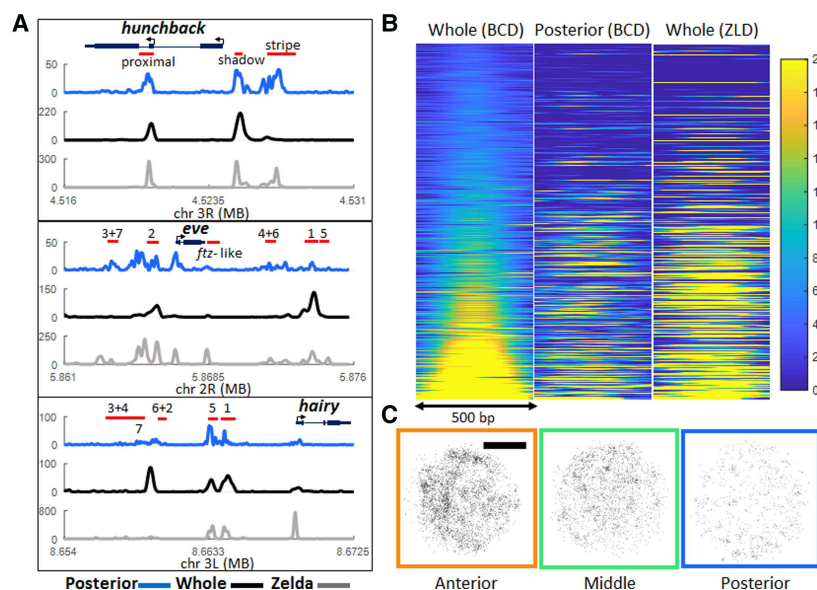 A
hunchback
proximal
shadow
stripe
50
0
220
0
300
0
4.516
4.5235
4.531
chr 3R (MB)
3+7
2
eve
ftz- like
4+6
1
5
50
0
150
0
250
0
5.861
5.8685
5.876
chr 2R (MB)
3+4
7
6+2
5
1
hairy
100
0
100
0
800
0
8.654
8.6633
8.6725
chr 3L (MB)
Posterior
Whole
Zelda
B
Whole (BCD)
Posterior (BCD)
Whole (ZLD)
500 bp
C
Anterior
Middle
Posterior